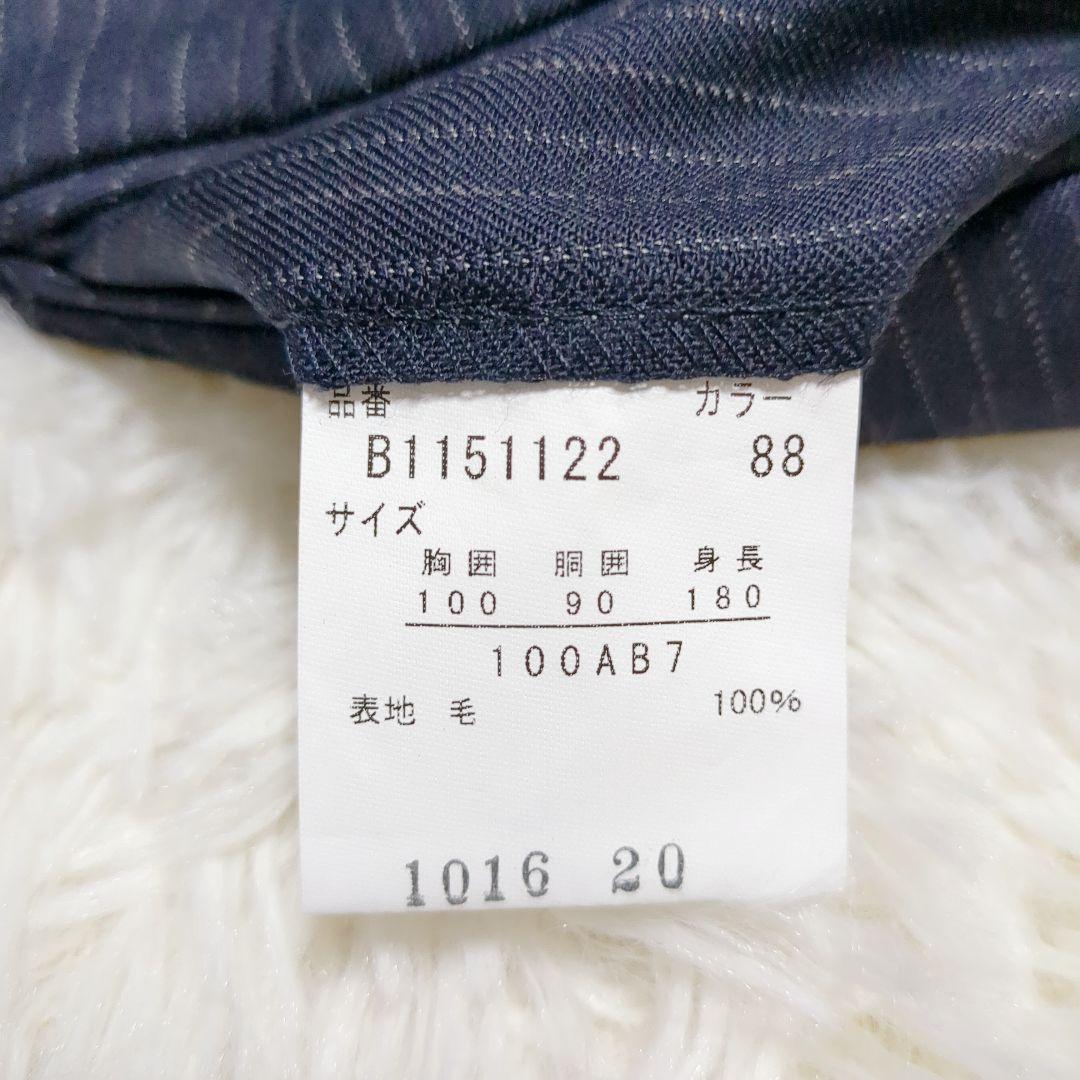 品番 カラー
B1151122 88
サイズ
胸囲 胴囲 身長
100 90 180
100AB7
表地 毛 100%
1016 20